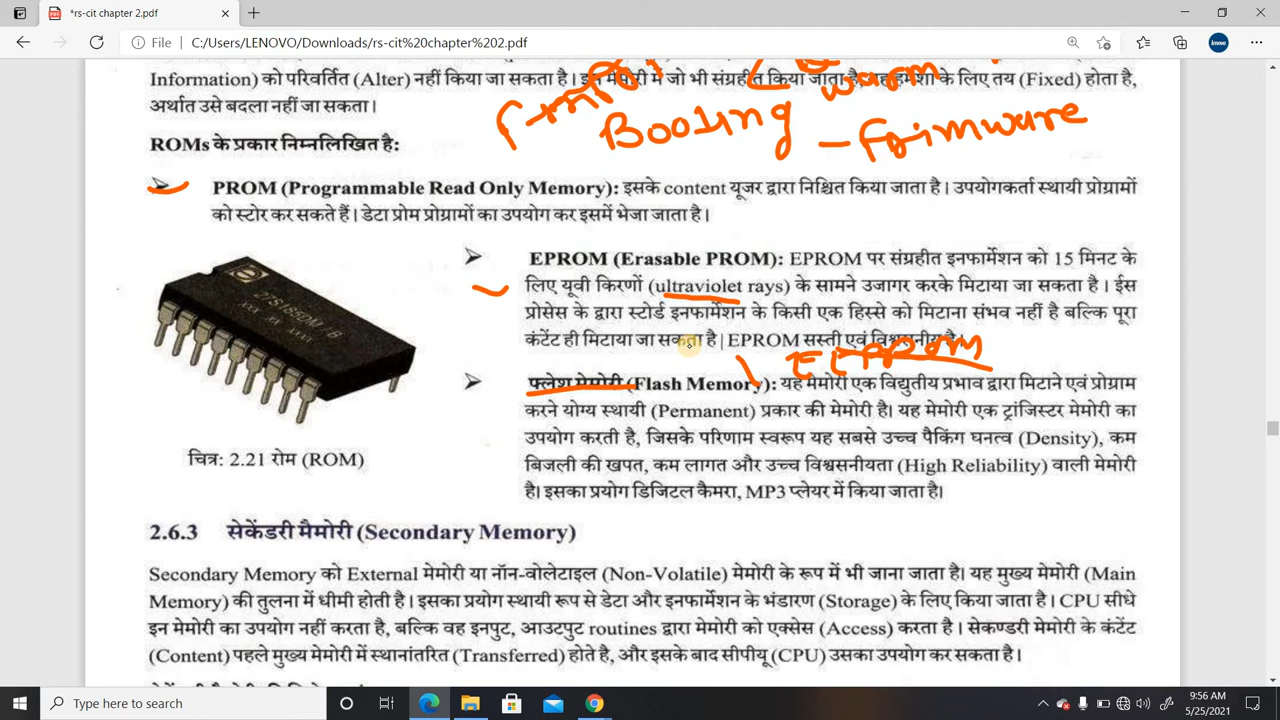 *rs-cit chapter 2.pdf
File C:/Users/LENOVO/Downloads/rs-cit%20chapter%202.pdf
Information) को परिवर्तित (Alter) नहीं किया जा सकता है। इस मेमोरी में जो भी संग्रहीत किया जाता है, वह हमेशा के लिए तय (Fixed) होता है,
warm
अर्थात उसे बदला नहीं जा सकता।
Booting - Frimware
ROMs के प्रकार निम्नलिखित है:
PROM (Programmable Read Only Memory): इसके content यूजर द्वारा निश्चित किया जाता है। उपयोगकर्ता स्थायी प्रोग्रामों
को स्टोर कर सकते हैं। डेटा प्रोम प्रोग्रामों का उपयोग कर इसमें भेजा जाता है।
EPROM (Erasable PROM): EPROM पर संग्रहीत इनफार्मेशन को 15 मिनट के
लिए यूवी किरणों (ultraviolet rays) के सामने उजागर करके मिटाया जा सकता है। ईस
प्रोसेस के द्वारा स्टोर्ड इनफार्मेशन के किसी एक हिस्से को मिटाना संभव नहीं है बल्कि पूरा
कंटेंट ही मिटाया जा सकता है | EPROM सस्ती एवं विश्वसनीय है।
EEPROM
फ्लेश मेमोरी (Flash Memory): यह मेमोरी एक विद्युतीय प्रभाव द्वारा मिटाने एवं प्रोग्राम
करने योग्य स्थायी (Permanent) प्रकार की मेमोरी है। यह मेमोरी एक ट्रांजिस्टर मेमोरी का
उपयोग करती है, जिसके परिणाम स्वरूप यह सबसे उच्च पैकिंग घनत्व (Density), कम
बिजली की खपत, कम लागत और उच्च विश्वसनीयता (High Reliability) वाली मेमोरी
है। इसका प्रयोग डिजिटल कैमरा, MP3 प्लेयर में किया जाता है।
चित्र: 2.21 रोम (ROM)
2.6.3 सेकेंडरी मैमोरी (Secondary Memory)
Secondary Memory को External मेमोरी या नॉन-वोलेटाइल (Non-Volatile) मेमोरी के रूप में भी जाना जाता है। यह मुख्य मेमोरी (Main
Memory) की तुलना में धीमी होती है। इसका प्रयोग स्थायी रूप से डेटा और इनफार्मेशन के भंडारण (Storage) के लिए किया जाता है। CPU सीधे
इन मेमोरी का उपयोग नहीं करता है, बल्कि वह इनपुट, आउटपुट routines द्वारा मेमोरी को एक्सेस (Access) करता है। सेकण्डरी मेमोरी के कंटेंट
(Content) पहले मुख्य मेमोरी में स्थानांतरित (Transferred) होते है, और इसके बाद सीपीयू (CPU) उसका उपयोग कर सकता है।
Type here to search
9:56 AM
5/25/2021